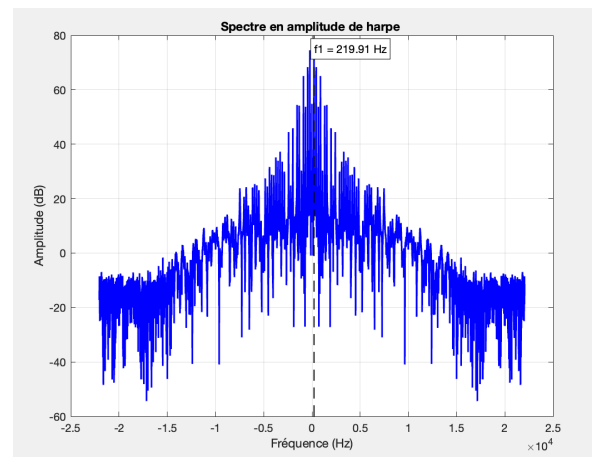 Spectre en amplitude de harpe
f1 = 219.91 Hz
Amplitude (dB)
80
60
40
20
0
-20
-40
-60
-2.5 -2 -1.5 -1 -0.5 0 0.5 1 1.5 2 2.5
Fréquence (Hz)
×10⁴